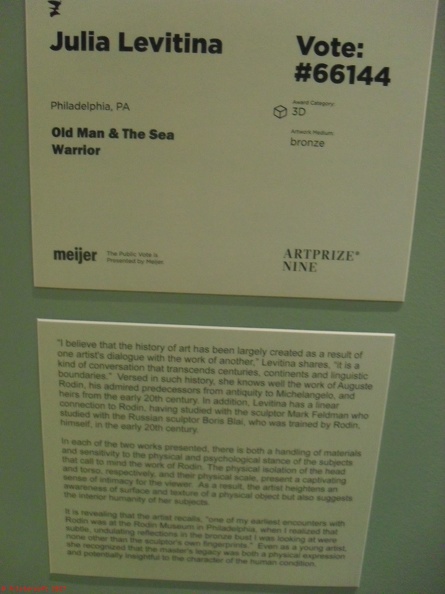 Julia Levitina
Vote:
#66144
Philadelphia, PA
Award Category:
3D
Old Man & The Sea
Warrior
Artwork Medium:
bronze
meijer
The Public Vote is
Presented by Meijer
ARTPRIZE®
NINE
"I believe that the history of art has been largely created as a result of
one artist's dialogue with the work of another," Levitina shares, "it is a
kind of conversation that transcends centuries, continents and linguistic
boundaries." Versed in such history, she knows well the work of Auguste
Rodin, his admired predecessors from antiquity to Michelangelo, and
heirs from the early 20th century. In addition, Levitina has a linear
connection to Rodin, having studied with the sculptor Mark Feldman who
studied with the Russian sculptor Boris Blai, who was trained by Rodin,
himself, in the early 20th century.
In each of the two works presented, there is both a handling of materials
and sensitivity to the physical and psychological stance of the subjects
that call to mind the work of Rodin. The physical isolation of the head
and torso, respectively, and their physical scale, present a captivating
sense of intimacy for the viewer. As a result, the artist heightens an
awareness of surface and texture of a physical object but also suggests
the interior humanity of her subjects.
It is revealing that the artist recalls, "one of my earliest encounters with
Rodin was at the Rodin Museum in Philadelphia, when I realized that
subtle, undulating reflections in the bronze bust I was looking at were
none other than the sculptor's own fingerprints." Even as a young artist,
she recognized that the master's legacy was both a physical expression
and potentially insightful to the character of the human condition.